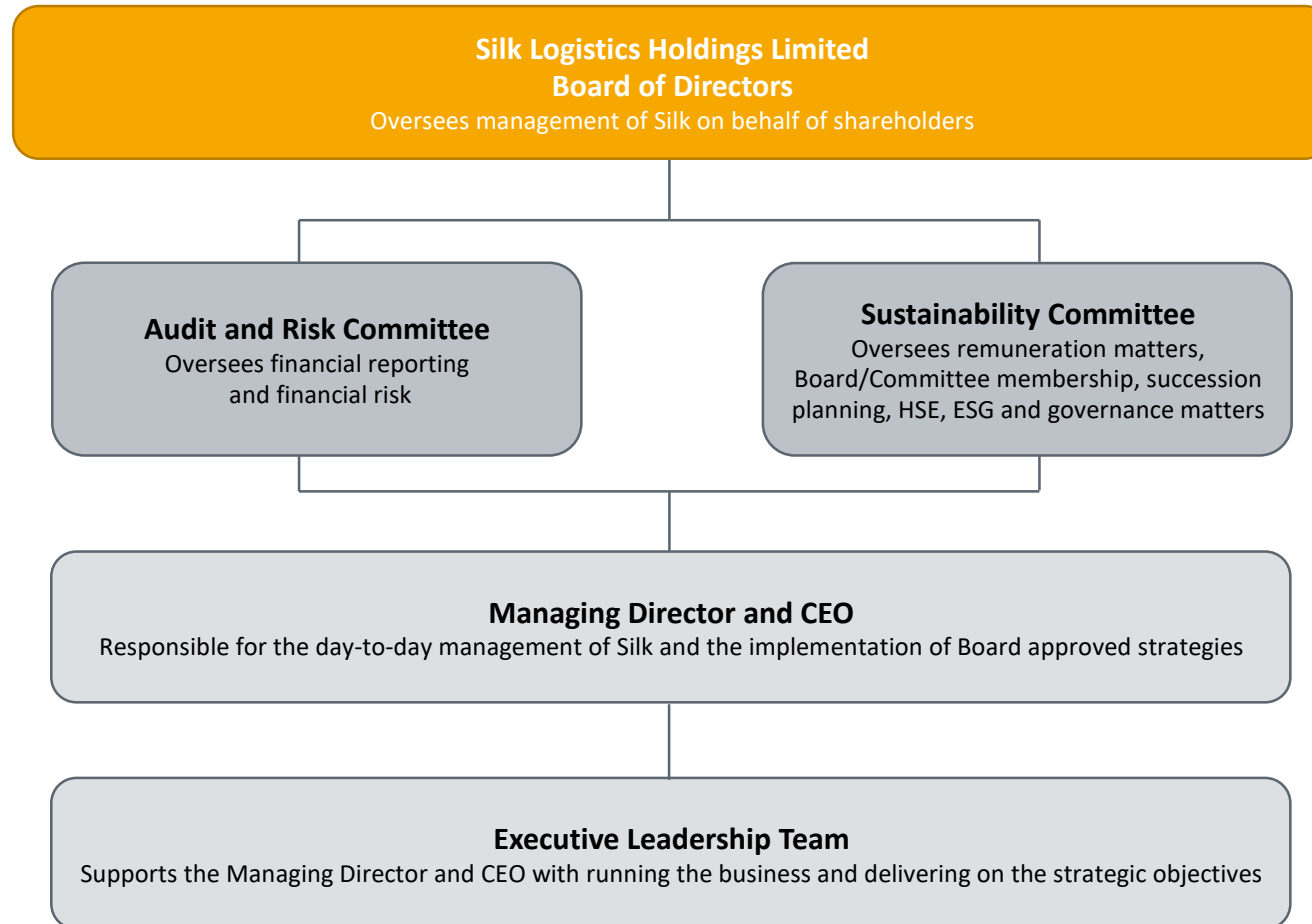 Silk Logistics Holdings Limited
Board of Directors
Oversees management of Silk on behalf of shareholders
Audit and Risk Committee
Oversees financial reporting
and financial risk
Sustainability Committee
Oversees remuneration matters,
Board/Committee membership, succession
planning, HSE, ESG and governance matters
Managing Director and CEO
Responsible for the day-to-day management of Silk and the implementation of Board approved strategies
Executive Leadership Team
Supports the Managing Director and CEO with running the business and delivering on the strategic objectives